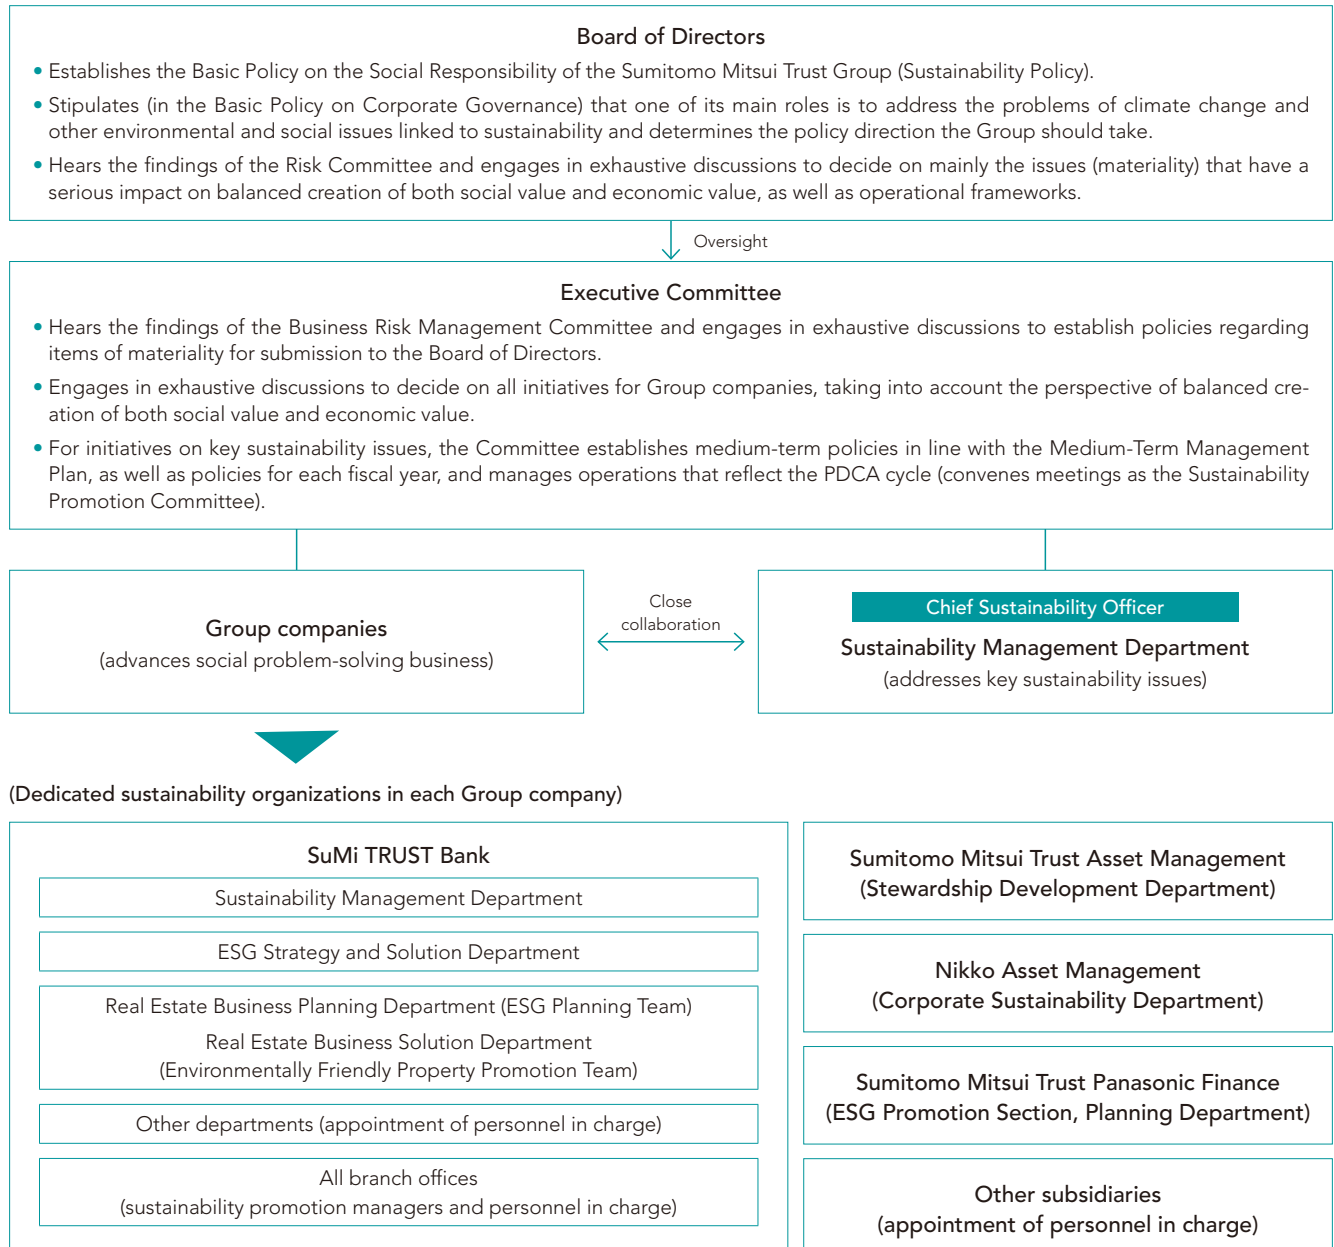 Board of Directors
• Establishes the Basic Policy on the Social Responsibility of the Sumitomo Mitsui Trust Group (Sustainability Policy).
• Stipulates (in the Basic Policy on Corporate Governance) that one of its main roles is to address the problems of climate change and
other environmental and social issues linked to sustainability and determines the policy direction the Group should take.
• Hears the findings of the Risk Committee and engages in exhaustive discussions to decide on mainly the issues (materiality) that have a
serious impact on balanced creation of both social value and economic value, as well as operational frameworks.
Oversight
Executive Committee
• Hears the findings of the Business Risk Management Committee and engages in exhaustive discussions to establish policies regarding
items of materiality for submission to the Board of Directors.
• Engages in exhaustive discussions to decide on all initiatives for Group companies, taking into account the perspective of balanced cre-
ation of both social value and economic value.
• For initiatives on key sustainability issues, the Committee establishes medium-term policies in line with the Medium-Term Management
Plan, as well as policies for each fiscal year, and manages operations that reflect the PDCA cycle (convenes meetings as the Sustainability
Promotion Committee).
Group companies
(advances social problem-solving business)
Close
collaboration
Chief Sustainability Officer
Sustainability Management Department
(addresses key sustainability issues)
(Dedicated sustainability organizations in each Group company)
SuMi TRUST Bank
Sustainability Management Department
ESG Strategy and Solution Department
Real Estate Business Planning Department (ESG Planning Team)
Real Estate Business Solution Department
(Environmentally Friendly Property Promotion Team)
Other departments (appointment of personnel in charge)
All branch offices
(sustainability promotion managers and personnel in charge)
Sumitomo Mitsui Trust Asset Management
(Stewardship Development Department)
Nikko Asset Management
(Corporate Sustainability Department)
Sumitomo Mitsui Trust Panasonic Finance
(ESG Promotion Section, Planning Department)
Other subsidiaries
(appointment of personnel in charge)